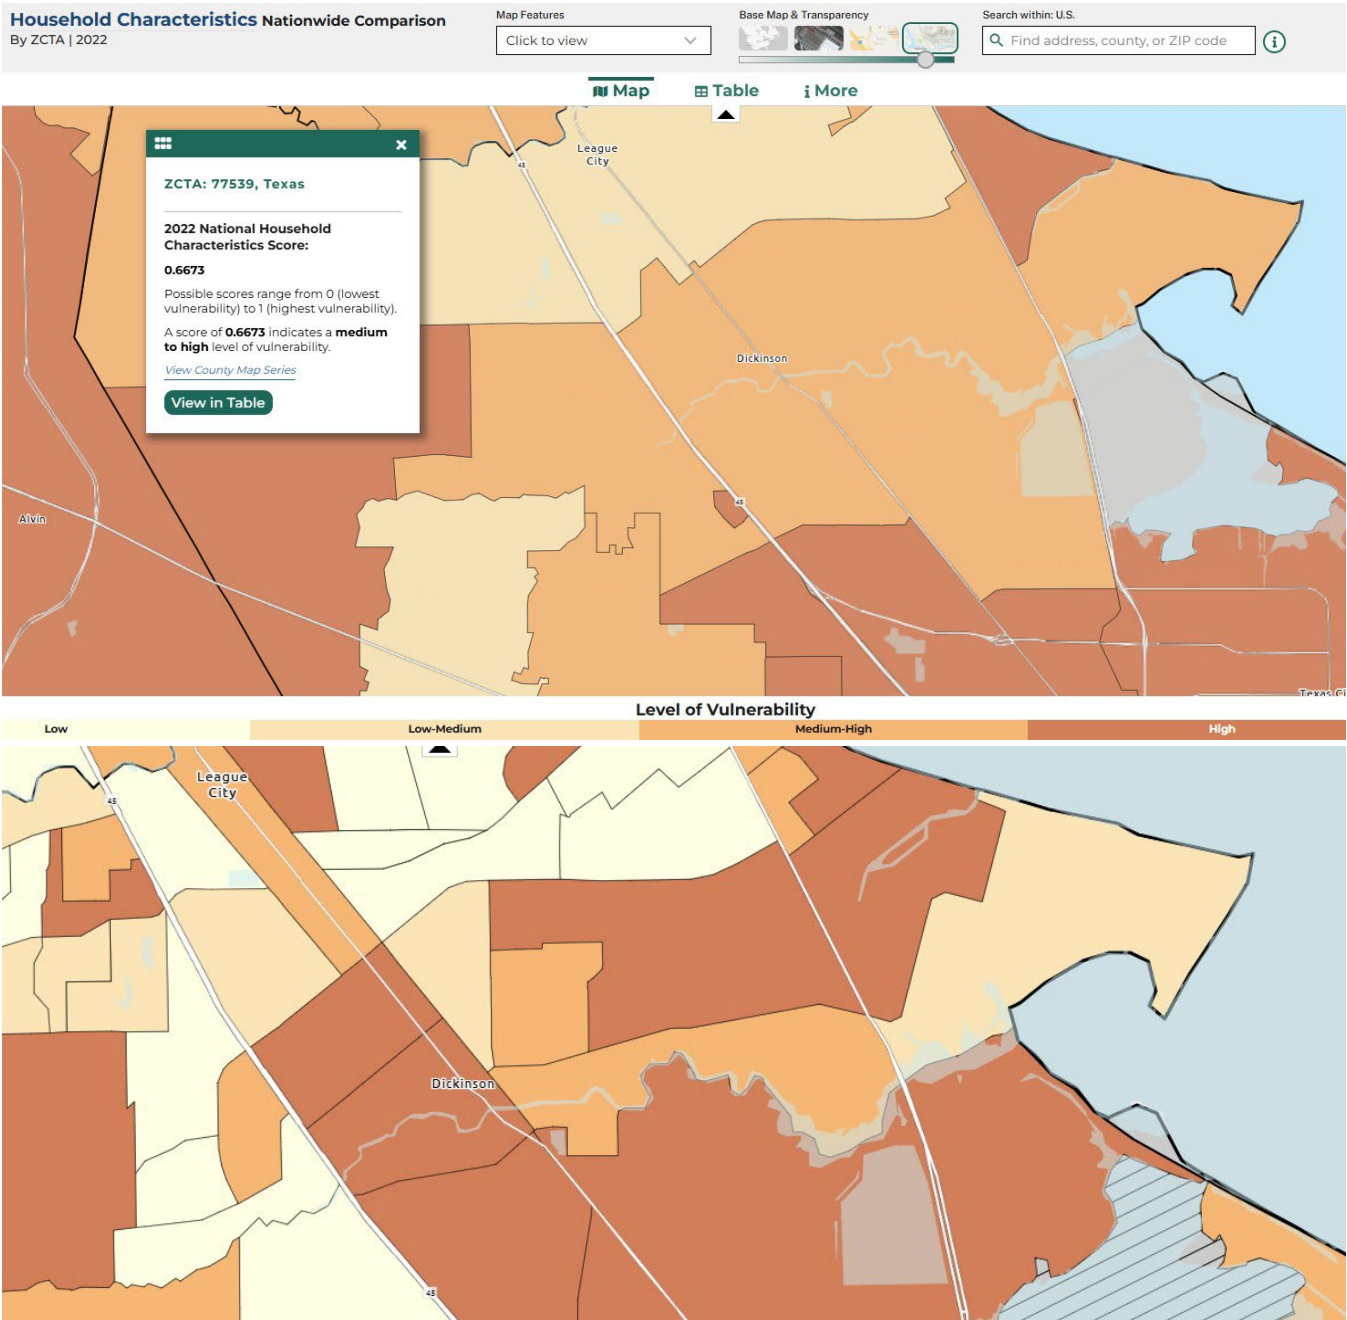 Household Characteristics Nationwide Comparison
By ZCTA | 2022
Map Features
Click to view
Base Map & Transparency
Search within: U.S.
Find address, county, or ZIP code
Map
Table
More
League
City
45
ZCTA: 77539, Texas
2022 National Household
Characteristics Score:
0.6673
Possible scores range from 0 (lowest
vulnerability) to 1 (highest vulnerability).
A score of 0.6673 indicates a medium
to high level of vulnerability.
View County Map Series
View in Table
Dickinson
45
Alvin
Level of Vulnerability
Low
Low-Medium
Medium-High
High
League
City
45
Dickinson
45